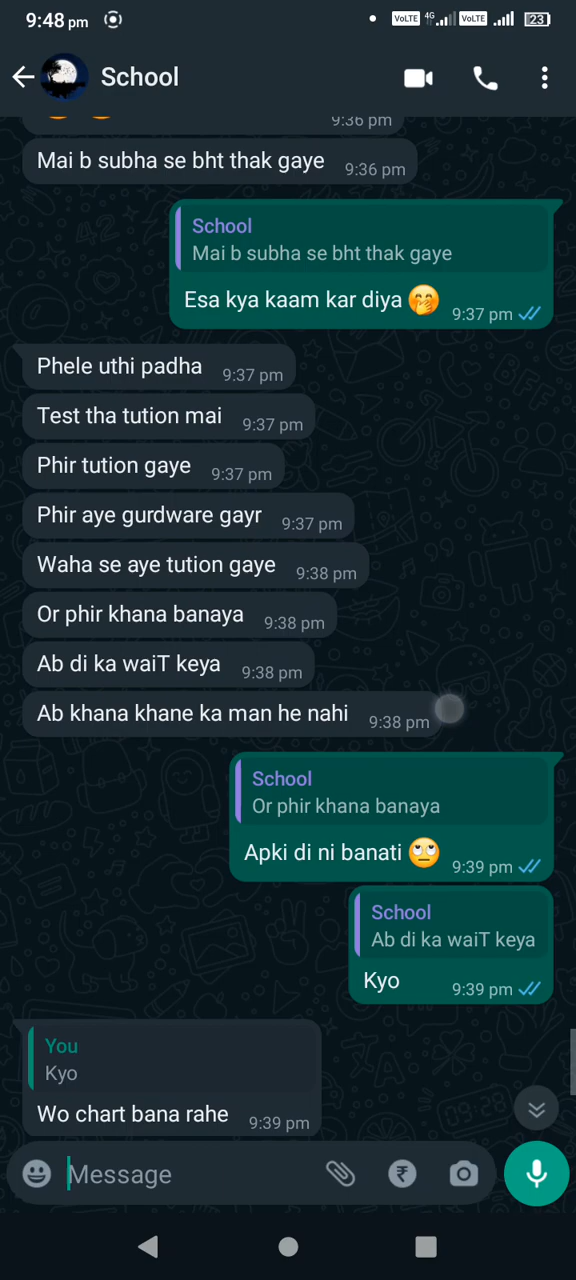 9:48 pm
VoLTE 4G VoLTE 23
School
9:36 pm
Mai b subha se bht thak gaye 9:36 pm
School
Mai b subha se bht thak gaye
Esa kya kaam kar diya 🤭 9:37 pm
Phele uthi padha 9:37 pm
Test tha tution mai 9:37 pm
Phir tution gaye 9:37 pm
Phir aye gurdware gayr 9:37 pm
Waha se aye tution gaye 9:38 pm
Or phir khana banaya 9:38 pm
Ab di ka waiT keya 9:38 pm
Ab khana khane ka man he nahi 9:38 pm
School
Or phir khana banaya
Apki di ni banati 🙄 9:39 pm
School
Ab di ka waiT keya
Kyo 9:39 pm
You
Kyo
Wo chart bana rahe 9:39 pm
Message